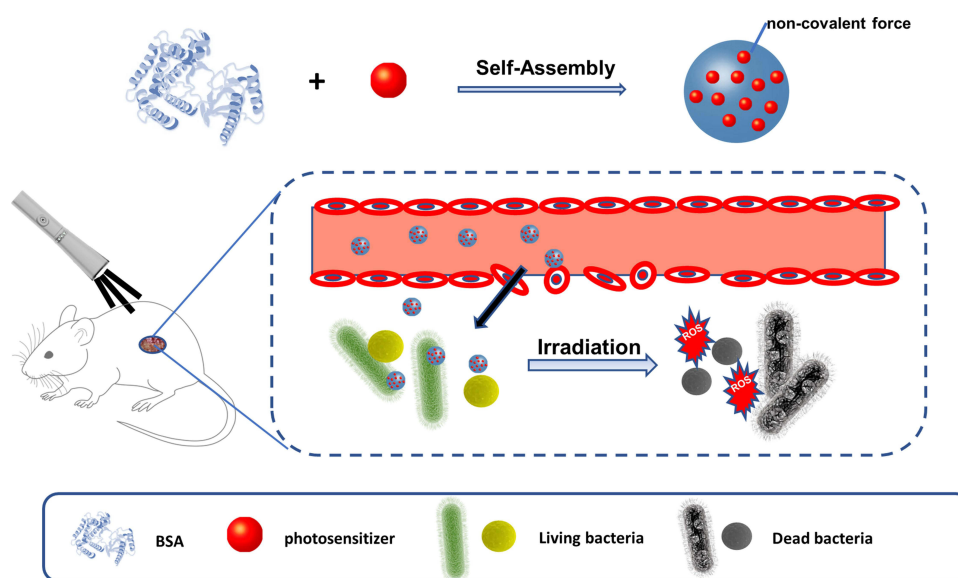 non-covalent force
+
Self-Assembly
Irradiation
ROS
ROS
BSA
photosensitizer
Living bacteria
Dead bacteria